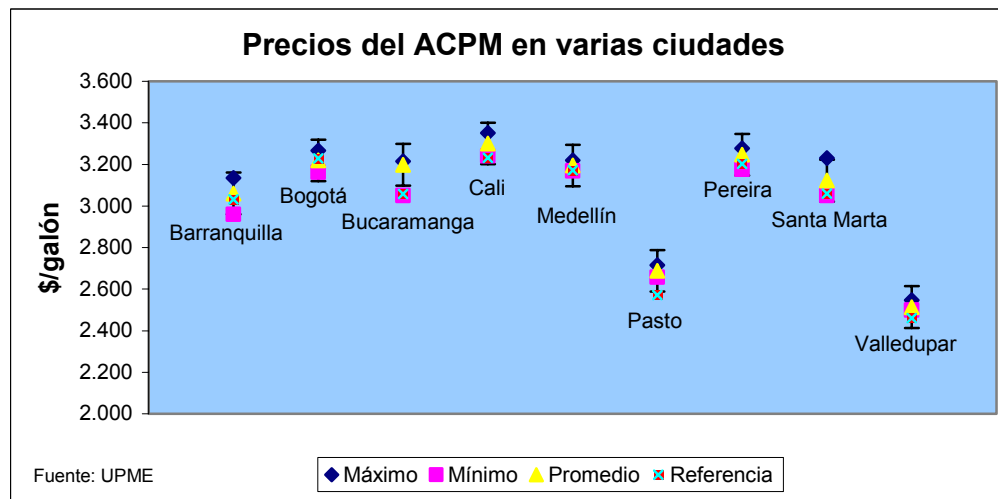 Precios del ACPM en varias ciudades
3.600
3.400
3.200
3.000
2.800
2.600
2.400
2.200
2.000
$/galón
Barranquilla
Bogotá
Bucaramanga
Cali
Medellín
Pasto
Pereira
Santa Marta
Valledupar
Fuente: UPME
Máximo Mínimo Promedio Referencia